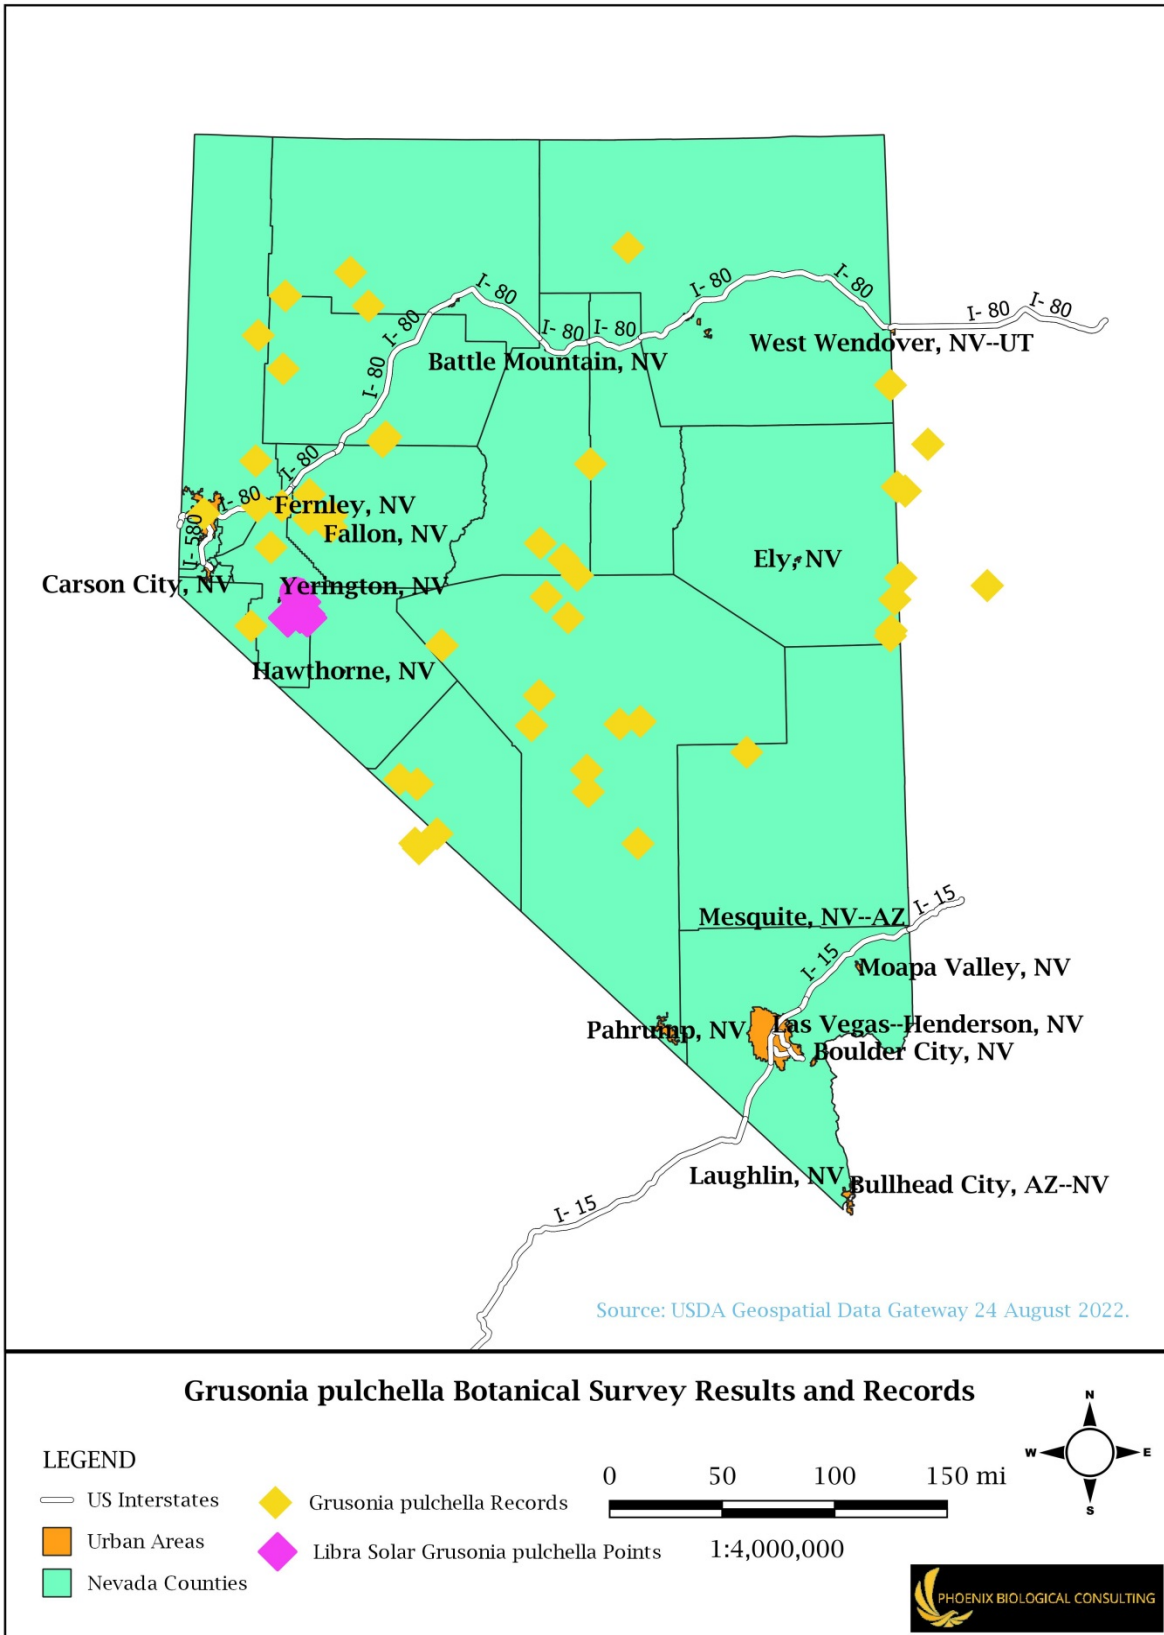 I- 80
I- 80
I- 80
I- 80
I- 80
I- 80
I- 80
I- 80
I- 80
West Wendover, NV--UT
Battle Mountain, NV
I- 80
I- 80
I- 80
Fernley, NV
I- 580
Fallon, NV
Ely, NV
Carson City, NV
Yerington, NV
Hawthorne, NV
I- 15
Mesquite, NV--AZ
I- 15
Moapa Valley, NV
Pahrump, NV
Las Vegas--Henderson, NV
Boulder City, NV
Laughlin, NV
Bullhead City, AZ--NV
I- 15
Source: USDA Geospatial Data Gateway 24 August 2022.
Grusonia pulchella Botanical Survey Results and Records
N
W
E
S
LEGEND
US Interstates
Urban Areas
Nevada Counties
Grusonia pulchella Records
Libra Solar Grusonia pulchella Points
0 50 100 150 mi
1:4,000,000
PHOENIX BIOLOGICAL CONSULTING